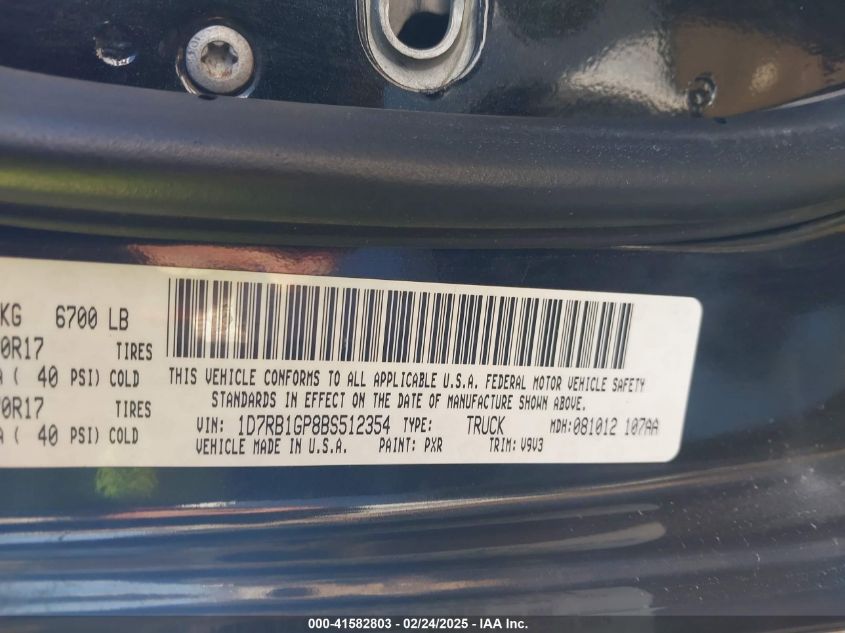 KG 6700 LB
0R17 TIRES
A ( 40 PSI) COLD
0R17 TIRES
A ( 40 PSI) COLD
THIS VEHICLE CONFORMS TO ALL APPLICABLE U.S.A. FEDERAL MOTOR VEHICLE SAFETY
STANDARDS IN EFFECT ON THE DATE OF MANUFACTURE SHOWN ABOVE.
VIN: 1D7RB1GP8BS512354 TYPE: TRUCK MDH: 081012 107AA
VEHICLE MADE IN U.S.A. PAINT: PXR TRIM: V9V3
000-41582803 - 02/24/2025 - IAA Inc.